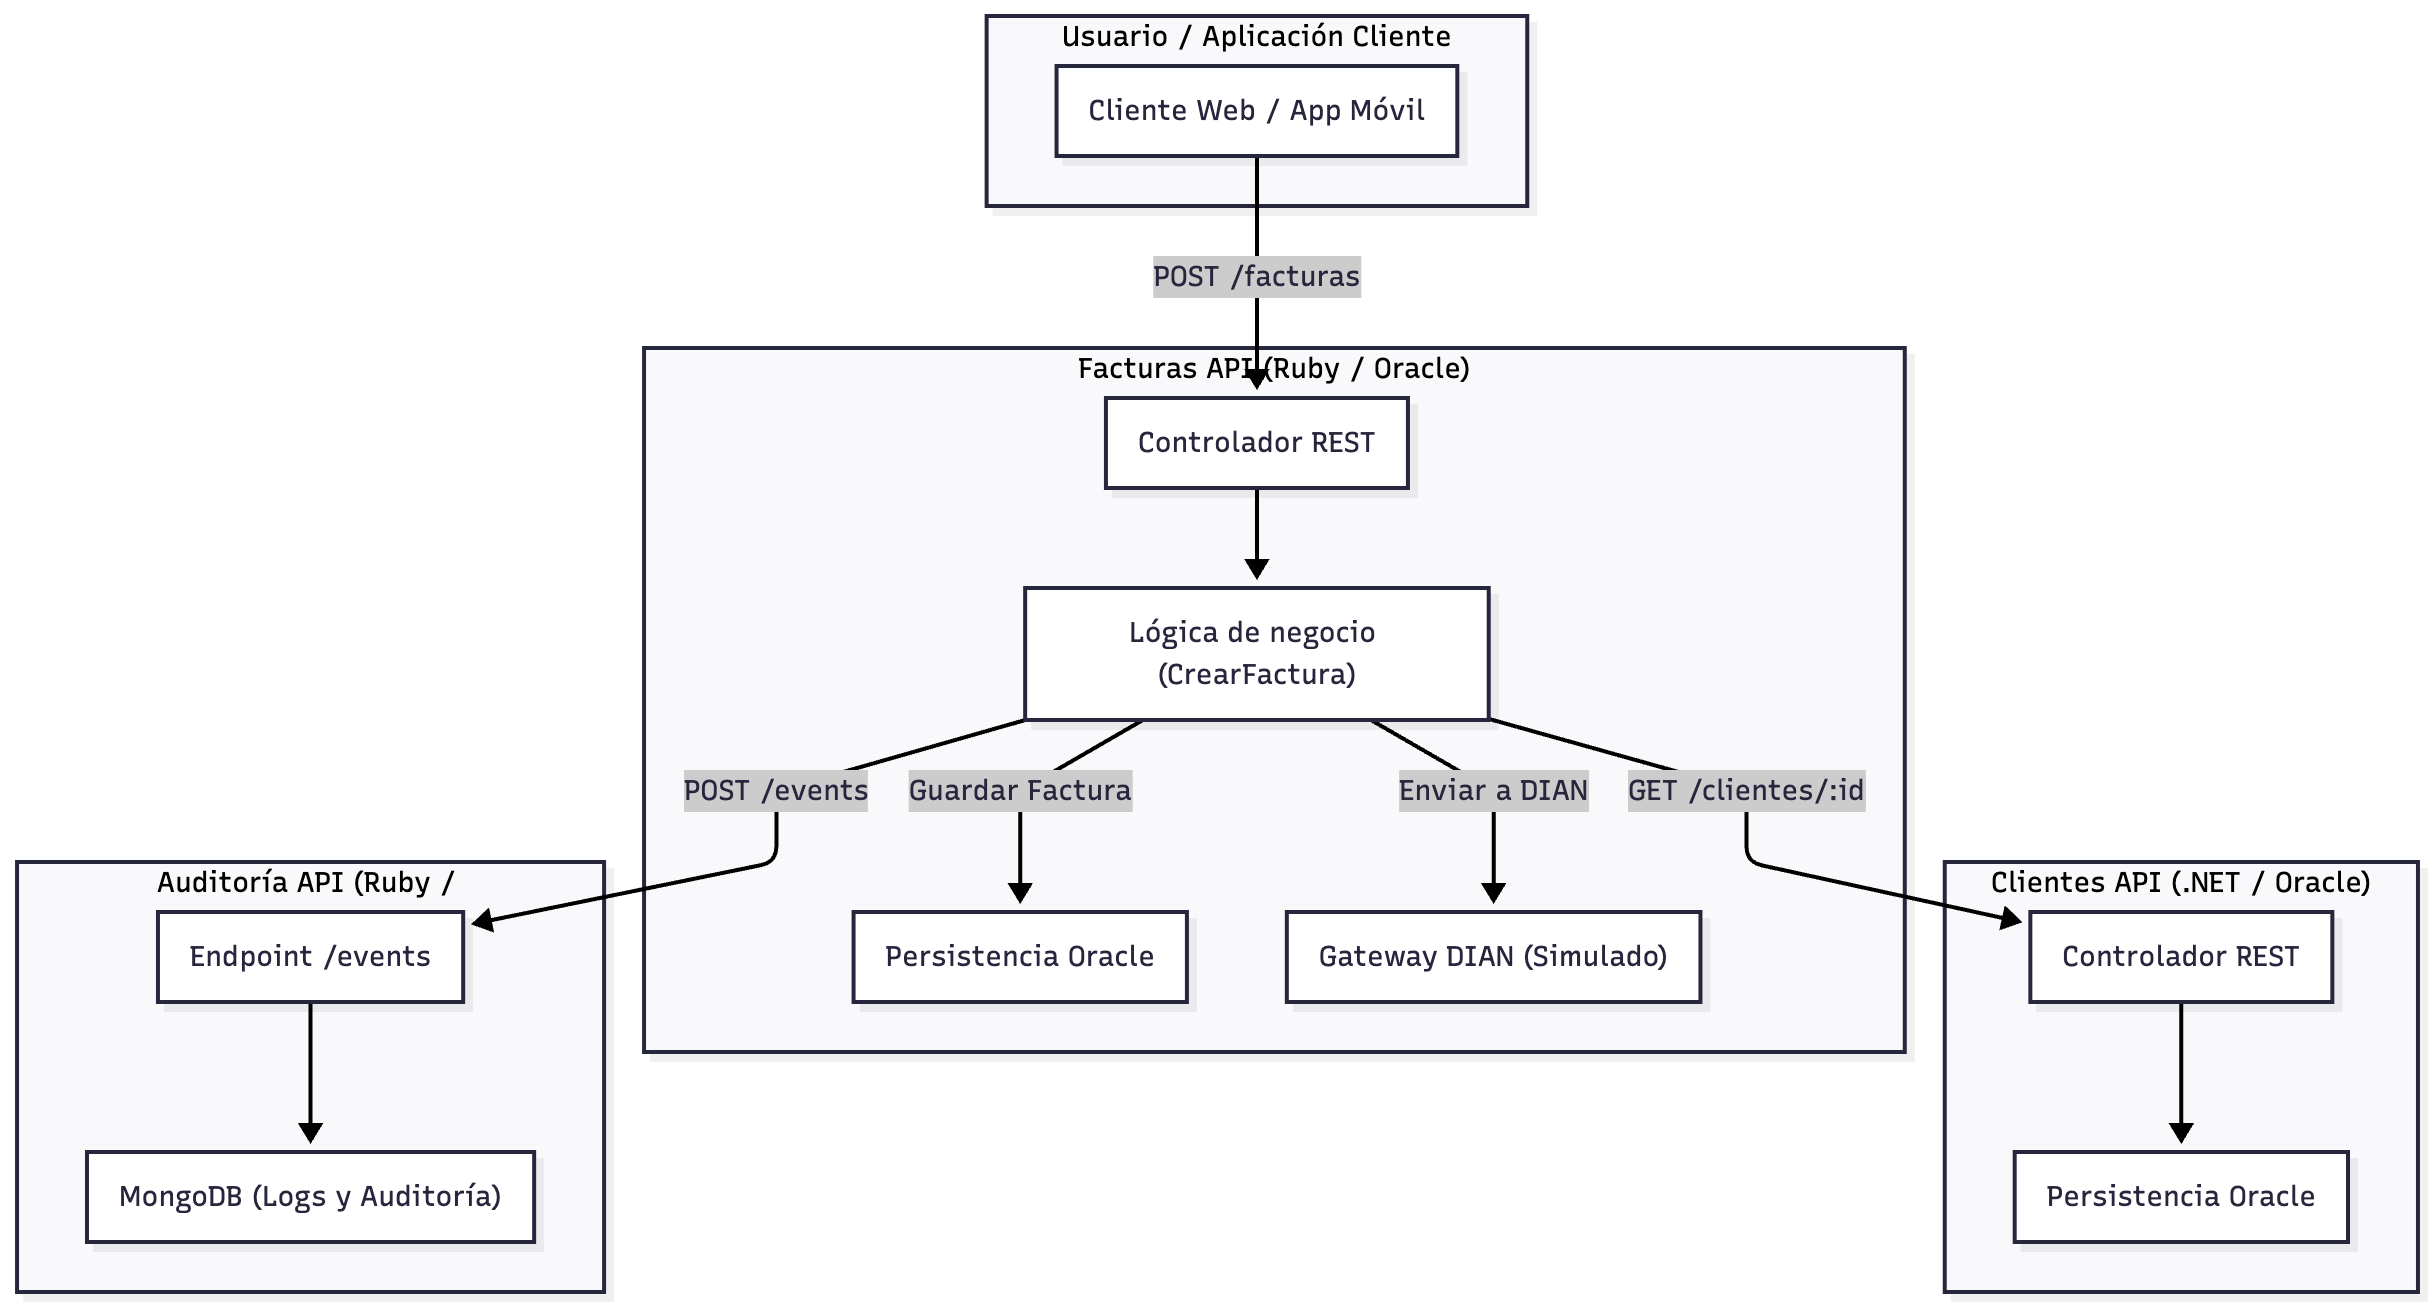 Usuario / Aplicación Cliente
Cliente Web / App Móvil
POST /facturas
Facturas API (Ruby / Oracle)
Controlador REST
Lógica de negocio
(CrearFactura)
POST /events
Guardar Factura
Enviar a DIAN
GET /clientes/:id
Auditoría API (Ruby /
Endpoint /events
MongoDB (Logs y Auditoría)
Persistencia Oracle
Gateway DIAN (Simulado)
Clientes API (.NET / Oracle)
Controlador REST
Persistencia Oracle